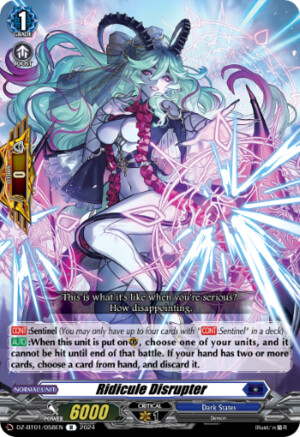 1
GRADE
BOOST
0
This is what it's like when you're serious?
How disappointing.
CONT:Sentinel (You may only have up to four cards with "CONT:Sentinel" in a deck)
AUTO:When this unit is put on GC, choose one of your units, and it
cannot be hit until end of that battle. If your hand has two or more
cards, choose a card from hand, and discard it.
NORMAL UNIT
Ridicule Disrupter
POWER
6000
CRITICAL
1
Dark States
Demon
D-BT01/058EN R 2024